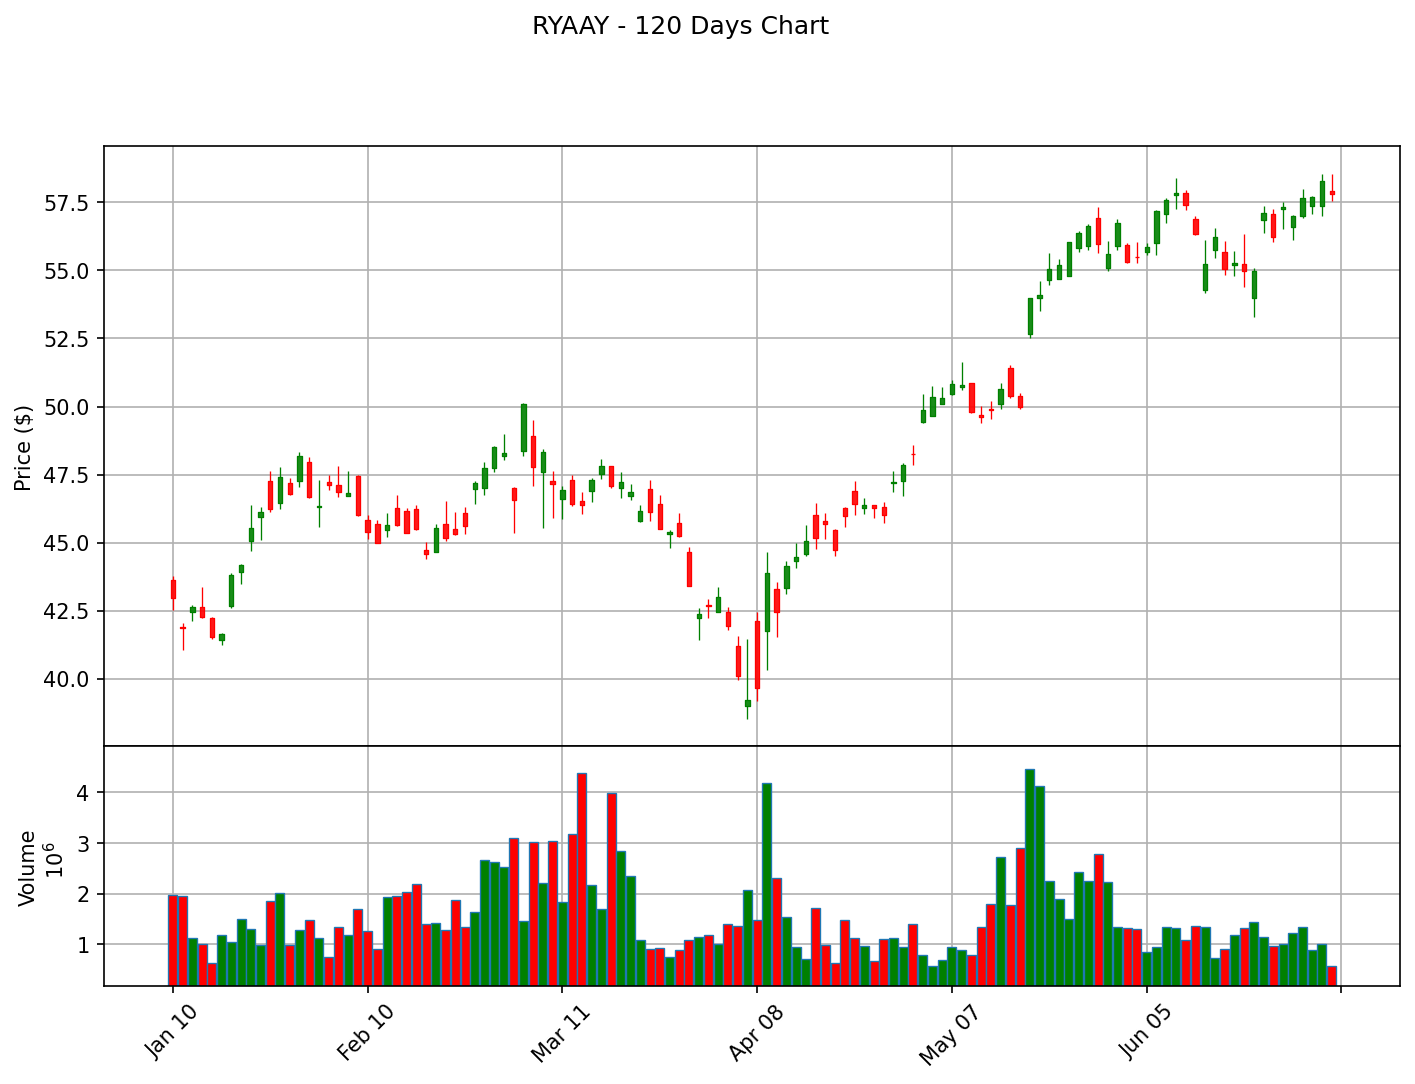 RYAAY - 120 Days Chart
57.5
55.0
52.5
50.0
47.5
45.0
42.5
40.0
Price ($)
4
3
2
1
Volume
10⁶
Jan 10
Feb 10
Mar 11
Apr 08
May 07
Jun 05